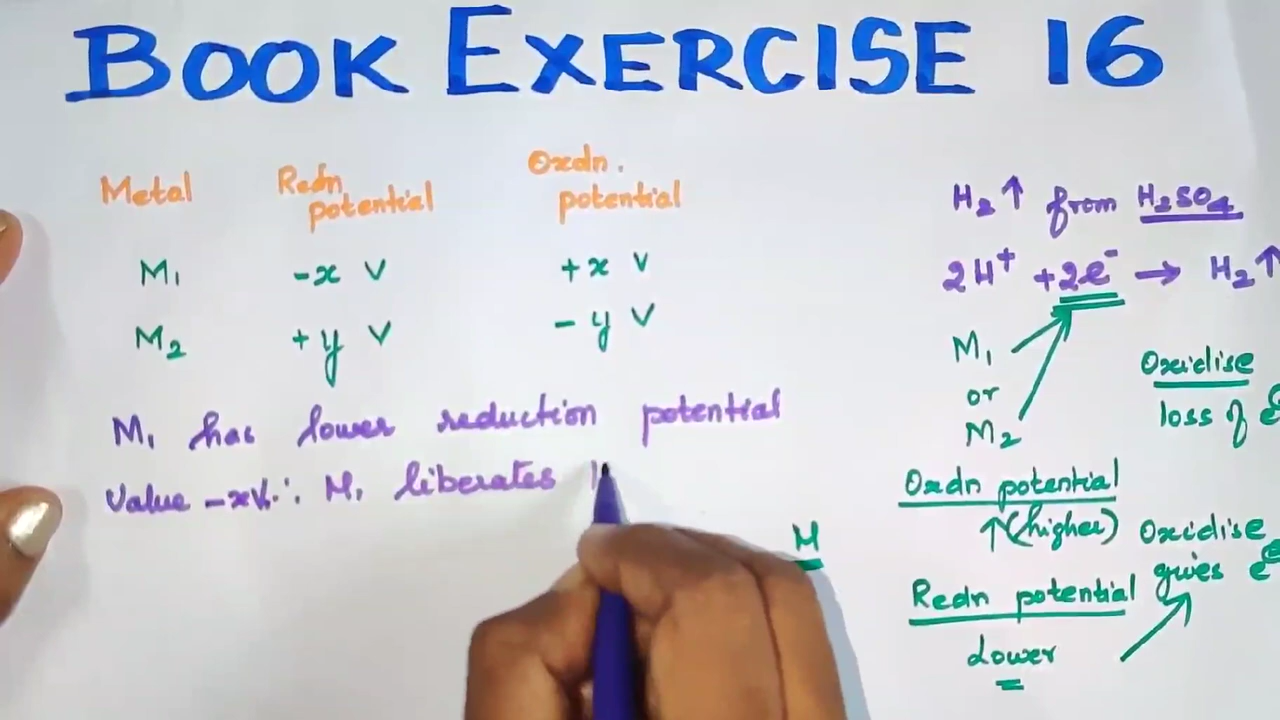 BOOK EXERCISE 16
Metal
Redn
potential
Oxdn.
potential
M₁
-x V
+x V
M₂
+y V
-y V
M₁ has lower reduction potential
Value -xV. ∴ M₁ liberates
M
H₂↑ from H₂SO₄
2H⁺ + 2e⁻ → H₂↑
M₁
or
M₂
Oxidise
loss of e
Oxdn potential
↑(higher)
Oxidise
gives e
Redn potential
Lower